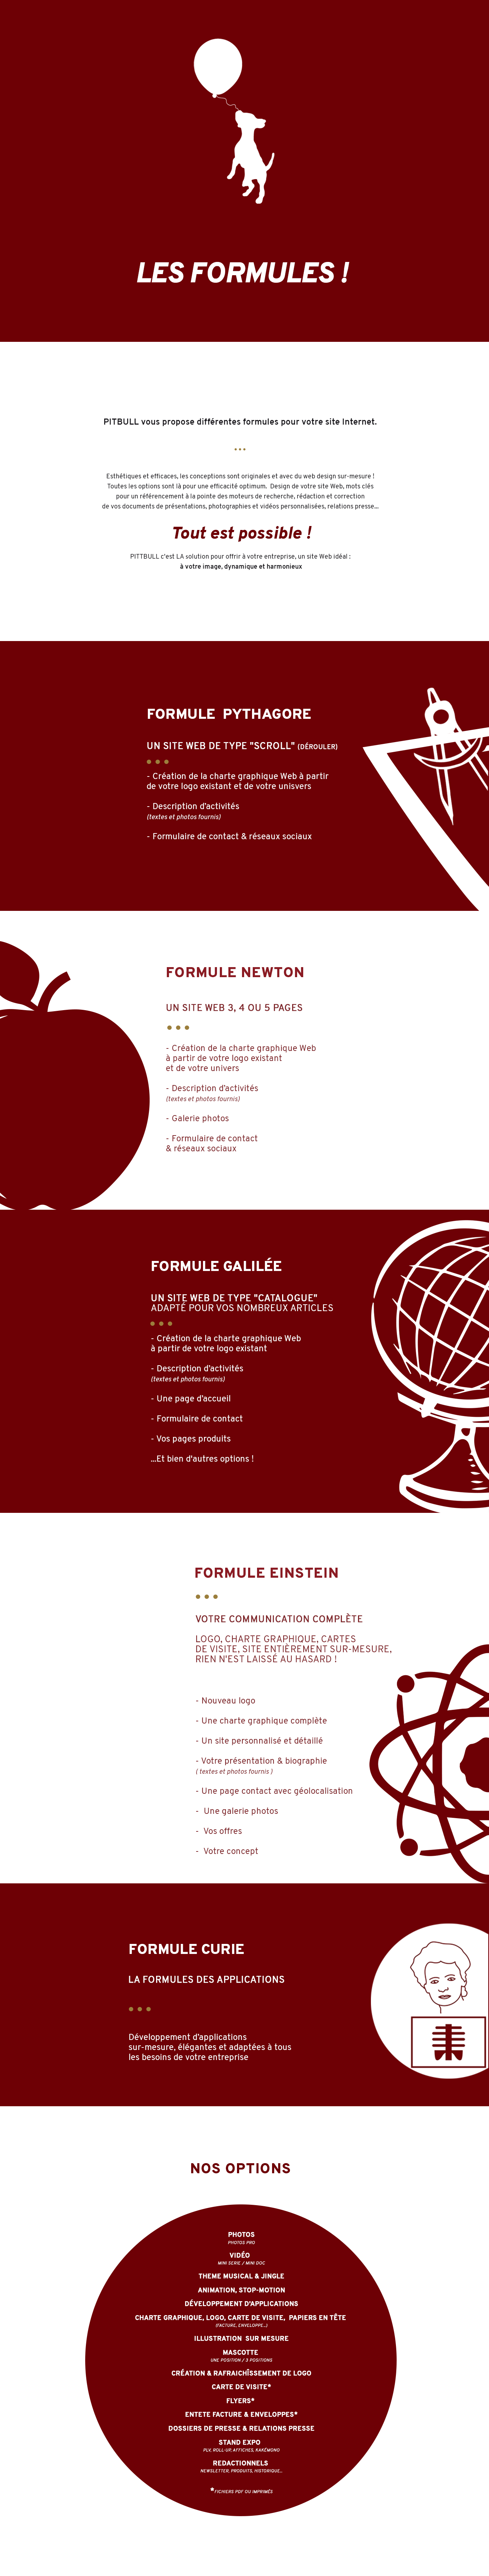 LES FORMULES !
PITBULL vous propose différentes formules pour votre site Internet.
...
Esthétiques et efficaces, les conceptions sont originales et avec du web design sur-mesure !
Toutes les options sont là pour une efficacité optimum. Design de votre site Web, mots clés
pour un référencement à la pointe des moteurs de recherche, rédaction et correction
de vos documents de présentations, photographies et vidéos personnalisées, relations presse...
Tout est possible !
PITTBULL c'est LA solution pour offrir à votre entreprise, un site Web idéal :
à votre image, dynamique et harmonieux
FORMULE PYTHAGORE
UN SITE WEB DE TYPE "SCROLL" (DÉROULER)
- Création de la charte graphique Web à partir
de votre logo existant et de votre unisvers
- Description d'activités
(textes et photos fournis)
- Formulaire de contact & réseaux sociaux
FORMULE NEWTON
UN SITE WEB 3, 4 OU 5 PAGES
- Création de la charte graphique Web
à partir de votre logo existant
et de votre univers
- Description d'activités
(textes et photos fournis)
- Galerie photos
- Formulaire de contact
& réseaux sociaux
FORMULE GALILÉE
UN SITE WEB DE TYPE "CATALOGUE"
ADAPTÉ POUR VOS NOMBREUX ARTICLES
- Création de la charte graphique Web
à partir de votre logo existant
- Description d'activités
(textes et photos fournis)
- Une page d'accueil
- Formulaire de contact
- Vos pages produits
...Et bien d'autres options !
FORMULE EINSTEIN
VOTRE COMMUNICATION COMPLÈTE
LOGO, CHARTE GRAPHIQUE, CARTES
DE VISITE, SITE ENTIÈREMENT SUR-MESURE,
RIEN N'EST LAISSÉ AU HASARD !
- Nouveau logo
- Une charte graphique complète
- Un site personnalisé et détaillé
- Votre présentation & biographie
( textes et photos fournis )
- Une page contact avec géolocalisation
- Une galerie photos
- Vos offres
- Votre concept
FORMULE CURIE
LA FORMULES DES APPLICATIONS
Développement d'applications
sur-mesure, élégantes et adaptées à tous
les besoins de votre entreprise
NOS OPTIONS
PHOTOS
PHOTOS PRO
VIDÉO
MINI SERIE / MINI DOC
THEME MUSICAL & JINGLE
ANIMATION, STOP-MOTION
DÉVELOPPEMENT D'APPLICATIONS
CHARTE GRAPHIQUE, LOGO, CARTE DE VISITE, PAPIERS EN TÊTE
(FACTURE, ENVELOPPE...)
ILLUSTRATION SUR MESURE
MASCOTTE
UNE POSITION / 3 POSITIONS
CRÉATION & RAFRAICHÎSSEMENT DE LOGO
CARTE DE VISITE*
FLYERS*
ENTETE FACTURE & ENVELOPPES*
DOSSIERS DE PRESSE & RELATIONS PRESSE
STAND EXPO
PLV, ROLL-UP, AFFICHES, KAKÉMONO
REDACTIONNELS
NEWSLETTER, PRODUITS, HISTORIQUE...
*FICHIERS PDF OU IMPRIMÉS